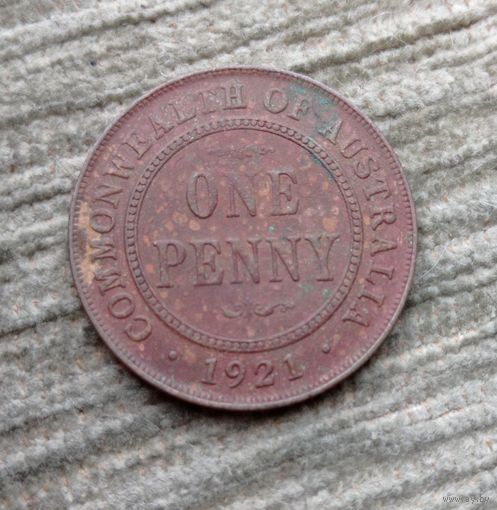 COMMONWEALTH OF AUSTRALIA
ONE
PENNY
· 1921 ·
www.ay.by